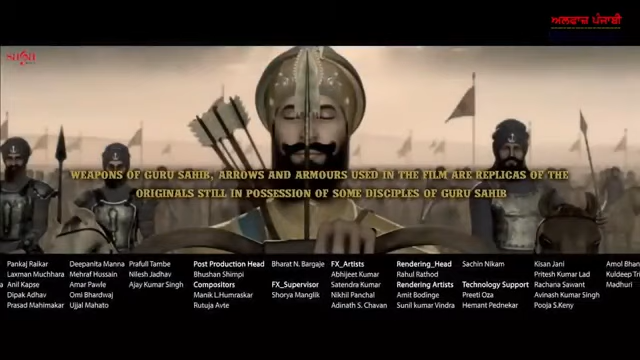 ਅਲਫਾਜ਼ ਪੰਜਾਬੀ
saga
WEAPONS OF GURU SAHIB, ARROWS AND ARMOURS USED IN THE FILM ARE REPLICAS OF THE
ORIGINALS STILL IN POSSESSION OF SOME DISCIPLES OF GURU SAHIB
Pankaj Raikar
Laxman Muchhara
Anil Kapse
Dipak Adhav
Prasad Mahimakar
Deepanita Manna
Mehraf Hussain
Amar Pawle
Omi Bhardwaj
Ujjal Mahato
Prafull Tambe
Nilesh Jadhav
Ajay Kumar Singh
Post Production Head
Bhushan Shimpi
Compositors
Manik L.Humraskar
Rutuja Avte
Bharat N. Bargaje
FX_Supervisor
Shorya Manglik
FX_Artists
Abhijeet Kumar
Satendra Kumar
Nikhil Panchal
Adinath S. Chavan
Rendering_Head
Rahul Rathod
Rendering Artists
Amit Bodinge
Sunil kumar Vindra
Sachin Nikam
Technology Support
Preeti Oza
Hemant Pednekar
Kisan Jani
Pritesh Kumar Lad
Rachana Sawant
Avinash Kumar Singh
Pooja S.Keny
Amol Bhan
Kuldeep Tri
Madhuri